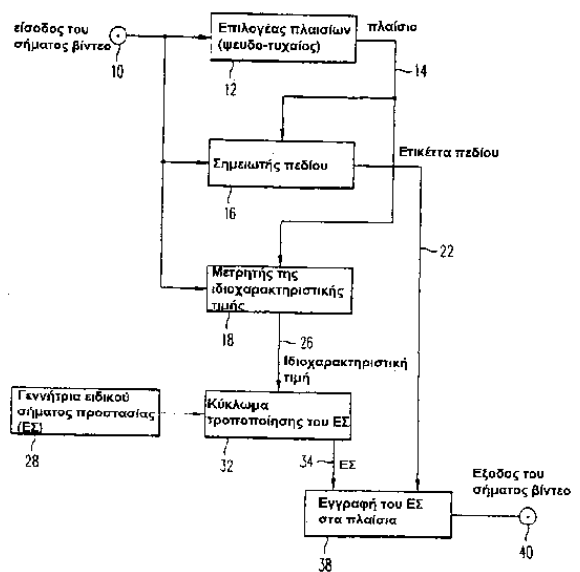 είσοδος του
σήματος βίντεο
10
Επιλογέας πλαισίων
(ψευδο-τυχαίος)
12
πλαίσιο
14
Σημειωτής πεδίου
16
Ετικέττα πεδίου
22
Μετρητής της
ιδιοχαρακτηριστικής
τιμής
18
26
Ιδιοχαρακτηριστική
τιμή
Γεννήτρια ειδικού
σήματος προστασίας
(ΕΣ)
28
Κύκλωμα
τροποποίησης του ΕΣ
32
34
ΕΣ
Εγγραφή του ΕΣ
στα πλαίσια
38
Εξοδος του
σήματος βίντεο
40